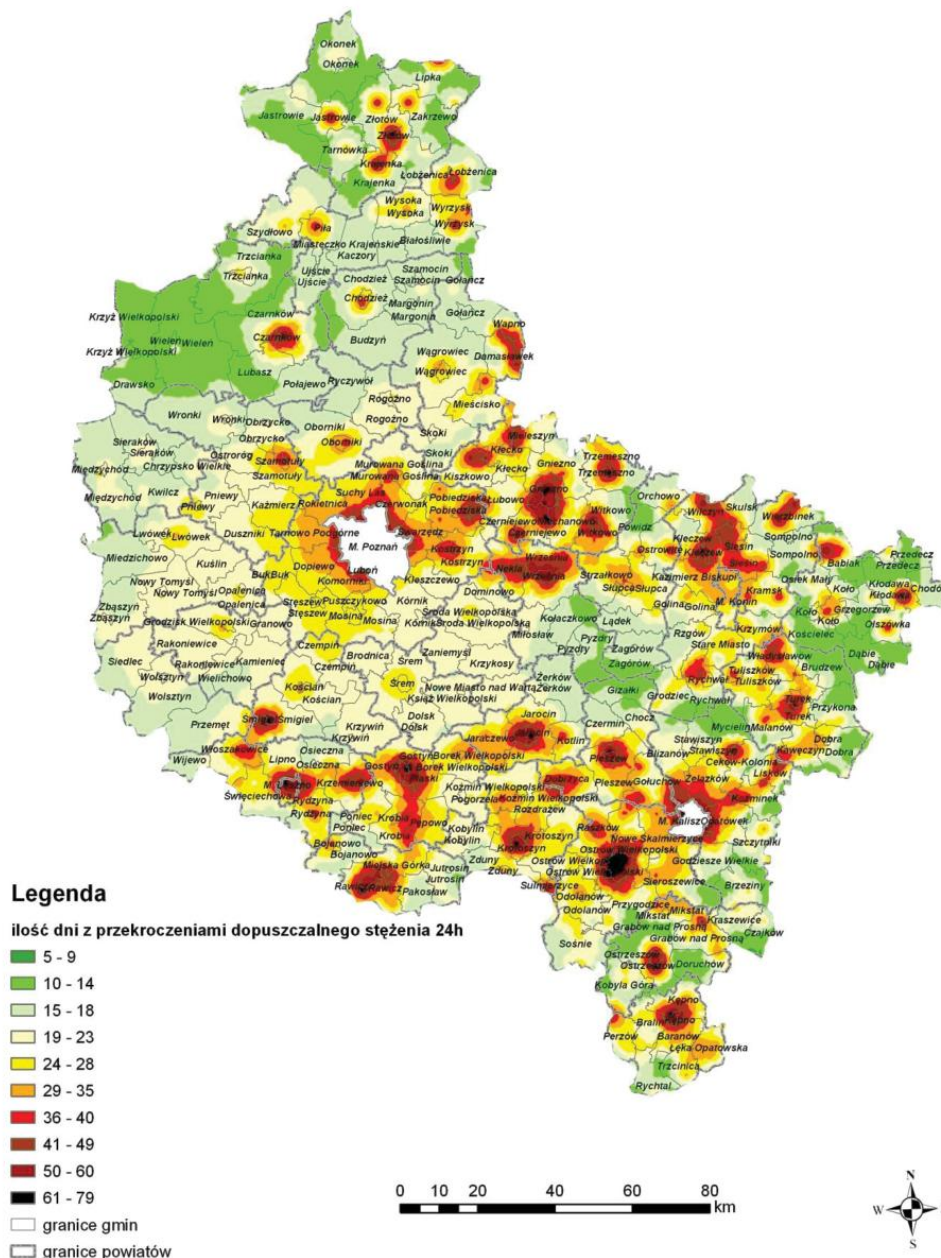 Okonek
Okonek
Lipka
Jastrowie
Jastrowie
Złotów
Zakrzewo
Złotów
Tarnówka
Krajenka
Krajenka
Łobżenica
Łobżenica
Wysoka
Wysoka
Wyrzysk
Wyrzysk
Szydłowo
Piła
Miasteczko Krajeńskie
Białośliwie
Kaczory
Trzcianka
Trzcianka
Ujście
Ujście
Szamocin
Szamocin
Gołańcz
Chodzież
Chodzież
Margonin
Margonin
Gołańcz
Krzyż Wielkopolski
Czarnków
Czarnków
Wapno
Wieleń
Wieleń
Krzyż Wielkopolski
Budzyń
Damasławek
Lubasz
Wągrowiec
Wągrowiec
Drawsko
Połajewo
Ryczywół
Mieścisko
Rogoźno
Rogoźno
Wronki
Wronki
Obrzycko
Obrzycko
Oborniki
Oborniki
Skoki
Skoki
Sieraków
Sieraków
Ostroróg
Mieleszyn
Kłecko
Kłecko
Międzychód
Międzychód
Chrzypsko Wielkie
Szamotuły
Szamotuły
Murowana Goślina
Murowana Goślina
Kiszkowo
Gniezno
Gniezno
Trzemeszno
Trzemeszno
Kwilcz
Pniewy
Pniewy
Kaźmierz
Rokietnica
Suchy Las
Czerwonak
Pobiedziska
Pobiedziska
Łubowo
Orchowo
Wilczyn
Skulsk
Wierzbinek
Lwówek
Lwówek
Duszniki
Tarnowo Podgórne
Swarzędz
Czerniejewo
Czerniejewo
Niechanowo
Witkowo
Witkowo
Powidz
Kleczew
Kleczew
Ślesin
Ślesin
Sompolno
Sompolno
Babiak
Przedecz
Przedecz
Miedzichowo
Kuślin
M. Poznań
Luboń
Kostrzyn
Kostrzyn
Nekla
Września
Września
Ostrowite
Kazimierz Biskupi
Kramsk
Osiek Mały
Kłodawa
Kłodawa
Chodów
Nowy Tomyśl
Nowy Tomyśl
Opalenica
Opalenica
Buk
Buk
Dopiewo
Komorniki
Kleszczewo
Dominowo
Strzałkowo
Słupca
Słupca
Golina
Golina
M. Konin
Koło
Koło
Grzegorzew
Olszówka
Zbąszyń
Zbąszyń
Grodzisk Wielkopolski
Granowo
Stęszew
Stęszew
Puszczykowo
Mosina
Mosina
Kórnik
Kórnik
Środa Wielkopolska
Środa Wielkopolska
Miłosław
Kołaczkowo
Lądek
Pyzdry
Pyzdry
Zagórów
Zagórów
Rzgów
Stare Miasto
Krzymów
Kościelec
Dąbie
Dąbie
Władysławów
Brudzew
Siedlec
Rakoniewice
Rakoniewice
Kamieniec
Wielichowo
Wolsztyn
Wolsztyn
Czempiń
Czempiń
Brodnica
Śrem
Śrem
Zaniemyśl
Krzykosy
Żerków
Żerków
Gizałki
Grodziec
Rychwał
Rychwał
Tuliszków
Tuliszków
Turek
Turek
Przykona
Kościan
Kościan
Nowe Miasto nad Wartą
Książ Wielkopolski
Przemęt
Śmigiel
Śmigiel
Krzywiń
Krzywiń
Dolsk
Dolsk
Jarocin
Jarocin
Jaraczewo
Kotlin
Czermin
Chocz
Mycielin
Malanów
Stawiszyn
Stawiszyn
Kawęczyn
Dobra
Dobra
Wijewo
Włoszakowice
Lipno
Osieczna
Osieczna
Gostyń
Gostyń
Borek Wielkopolski
Borek Wielkopolski
Piaski
Pleszew
Pleszew
Blizanów
Ceków-Kolonia
Lisków
M. Leszno
Święciechowa
Krzemieniewo
Rydzyna
Rydzyna
Koźmin Wielkopolski
Koźmin Wielkopolski
Pogorzela
Dobrzyca
Gołuchów
Żelazków
Koźminek
Poniec
Poniec
Krobia
Krobia
Pępowo
Kobylin
Kobylin
Rozdrażew
Krotoszyn
Krotoszyn
Raszków
M. Kalisz
Opatówek
Nowe Skalmierzyce
Szczytniki
Bojanowo
Bojanowo
Miejska Górka
Jutrosin
Jutrosin
Zduny
Zduny
Ostrów Wielkopolski
Ostrów Wielkopolski
Godziesze Wielkie
Rawicz
Rawicz
Pakosław
Sulmierzyce
Odolanów
Odolanów
Sieroszewice
Brzeziny
Przygodzice
Mikstat
Mikstat
Kraszewice
Grabów nad Prosną
Grabów nad Prosną
Czajków
Sośnie
Ostrzeszów
Ostrzeszów
Doruchów
Kobyla Góra
Kępno
Kępno
Bralin
Perzów
Baranów
Łęka Opatowska
Trzcinica
Rychtal
Legenda
ilość dni z przekroczeniami dopuszczalnego stężenia 24h
5 - 9
10 - 14
15 - 18
19 - 23
24 - 28
29 - 35
36 - 40
41 - 49
50 - 60
61 - 79
granice gmin
granice powiatów
0 10 20 40 60 80
km
N
W
S